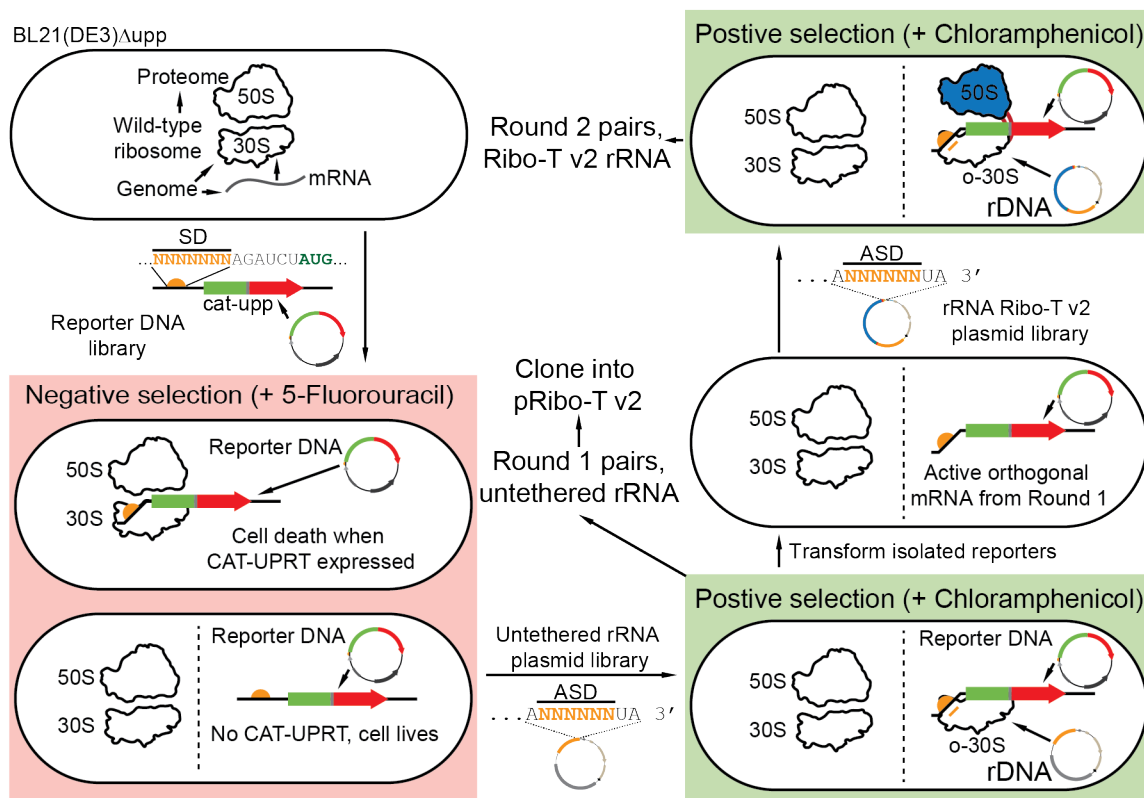 BL21(DE3)Δupp
Proteome
50S
Wild-type
ribosome
30S
Genome
mRNA
SD
...NNNNNNNAGAUCUAUG...
cat-upp
Reporter DNA
library
Negative selection (+ 5-Fluorouracil)
Reporter DNA
50S
30S
Cell death when
CAT-UPRT expressed
Reporter DNA
50S
30S
No CAT-UPRT, cell lives
Untethered rRNA
plasmid library
ASD
...ANNNNNNUA 3′
Postive selection (+ Chloramphenicol)
Reporter DNA
50S
30S
o-30S
rDNA
Round 1 pairs,
untethered rRNA
Clone into
pRibo-T v2
Transform isolated reporters
50S
30S
Active orthogonal
mRNA from Round 1
ASD
...ANNNNNNUA 3′
rRNA Ribo-T v2
plasmid library
Postive selection (+ Chloramphenicol)
50S
50S
30S
o-30S
rDNA
Round 2 pairs,
Ribo-T v2 rRNA